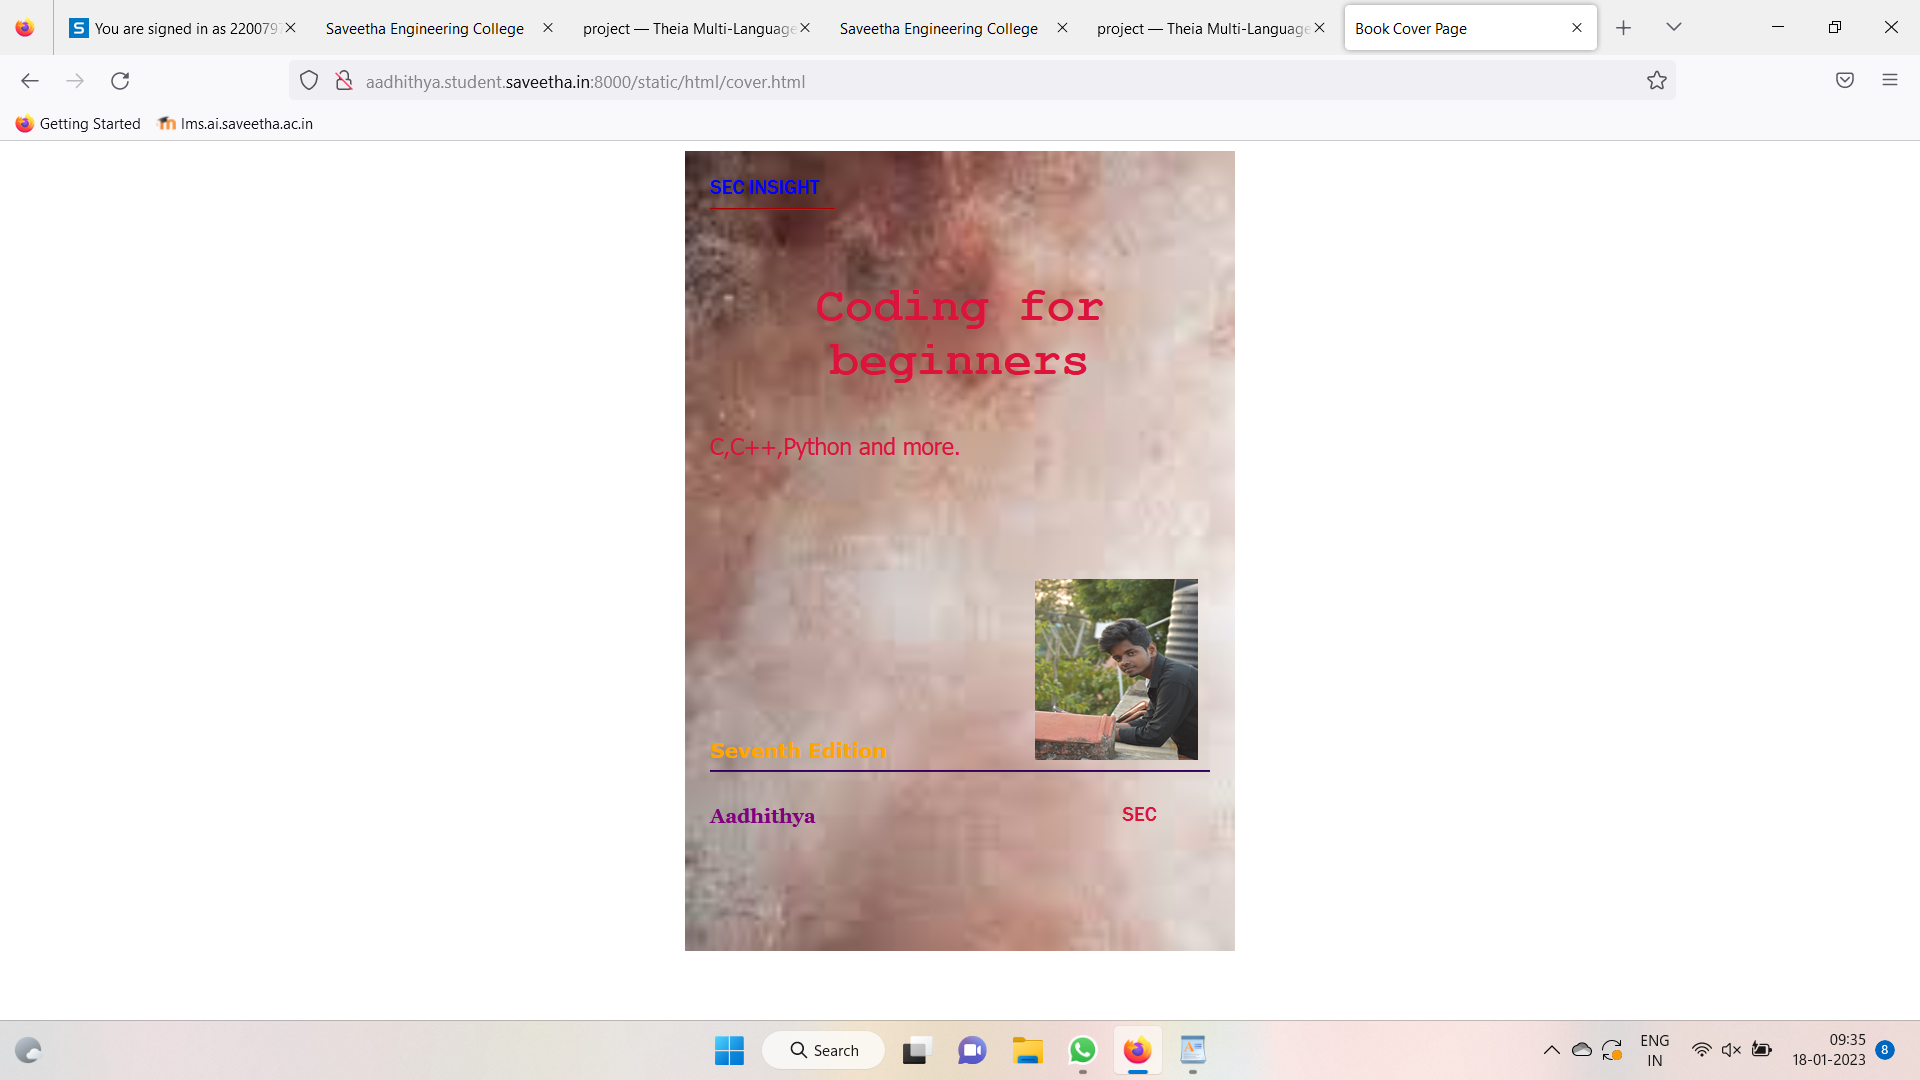 You are signed in as 220079
Saveetha Engineering College
project — Theia Multi-Language
Saveetha Engineering College
project — Theia Multi-Language
Book Cover Page
aadhithya.student.saveetha.in:8000/static/html/cover.html
Getting Started
lms.ai.saveetha.ac.in
SEC INSIGHT
Coding for
beginners
C,C++,Python and more.
Seventh Edition
Aadhithya
SEC
Search
ENG
IN
09:35
18-01-2023
8